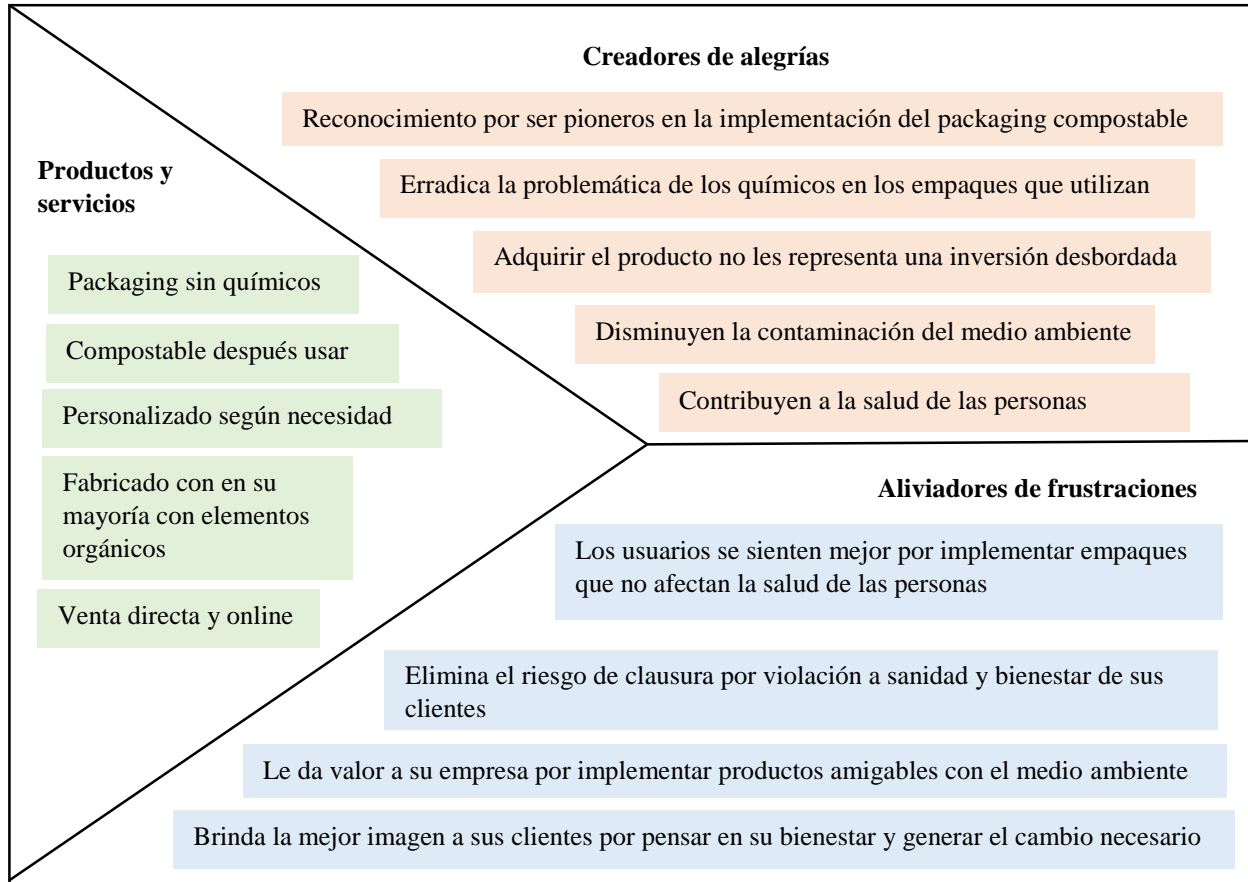 Creadores de alegrías
Reconocimiento por ser pioneros en la implementación del packaging compostable
Erradica la problemática de los químicos en los empaques que utilizan
Adquirir el producto no les representa una inversión desbordada
Disminuyen la contaminación del medio ambiente
Contribuyen a la salud de las personas
Productos y
servicios
Packaging sin químicos
Compostable después usar
Personalizado según necesidad
Fabricado con en su
mayoría con elementos
orgánicos
Venta directa y online
Aliviadores de frustraciones
Los usuarios se sienten mejor por implementar empaques
que no afectan la salud de las personas
Elimina el riesgo de clausura por violación a sanidad y bienestar de sus
clientes
Le da valor a su empresa por implementar productos amigables con el medio ambiente
Brinda la mejor imagen a sus clientes por pensar en su bienestar y generar el cambio necesario